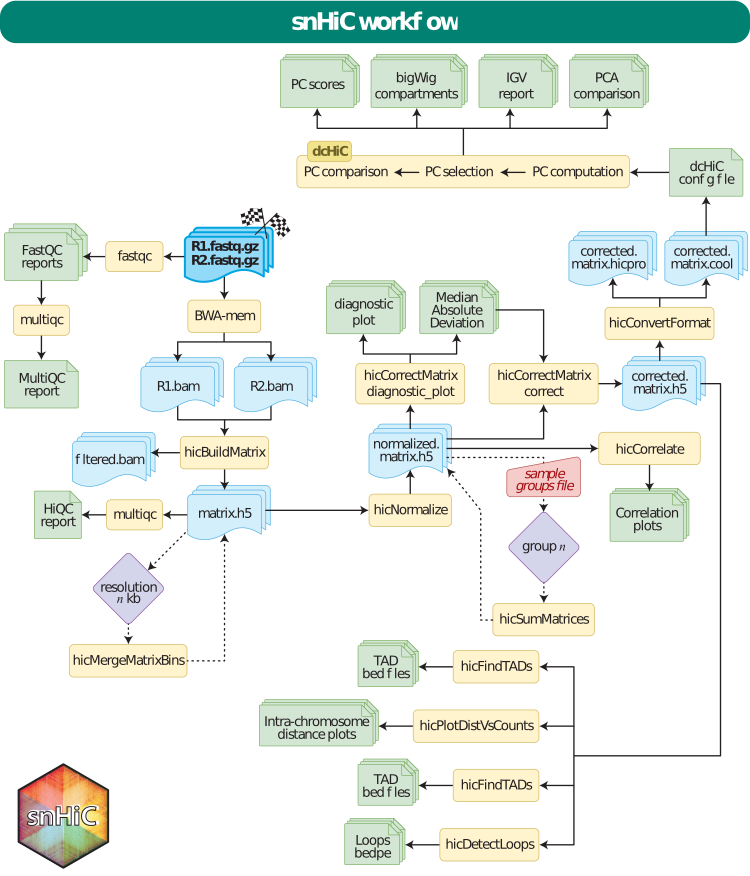 snHiC workf ow
PC scores
bigWig
compartments
IGV
report
PCA
comparison
dcHiC
PC comparison
PC selection
PC computation
dcHiC
conf g f le
FastQC
reports
fastqc
R1.fastq.gz
R2.fastq.gz
corrected.
matrix.hicpro
corrected.
matrix.cool
multiqc
BWA-mem
diagnostic
plot
Median
Absolute
Deviation
hicConvertFormat
MultiQC
report
R1.bam
R2.bam
hicCorrectMatrix
diagnostic_plot
hicCorrectMatrix
correct
corrected.
matrix.h5
f ltered.bam
hicBuildMatrix
normalized.
matrix.h5
hicCorrelate
sample
groups file
HiQC
report
multiqc
matrix.h5
hicNormalize
Correlation
plots
group n
resolution
n kb
hicSumMatrices
hicMergeMatrixBins
TAD
bed f les
hicFindTADs
Intra-chromosome
distance plots
hicPlotDistVsCounts
TAD
bed f les
hicFindTADs
snHiC
Loops
bedpe
hicDetectLoops